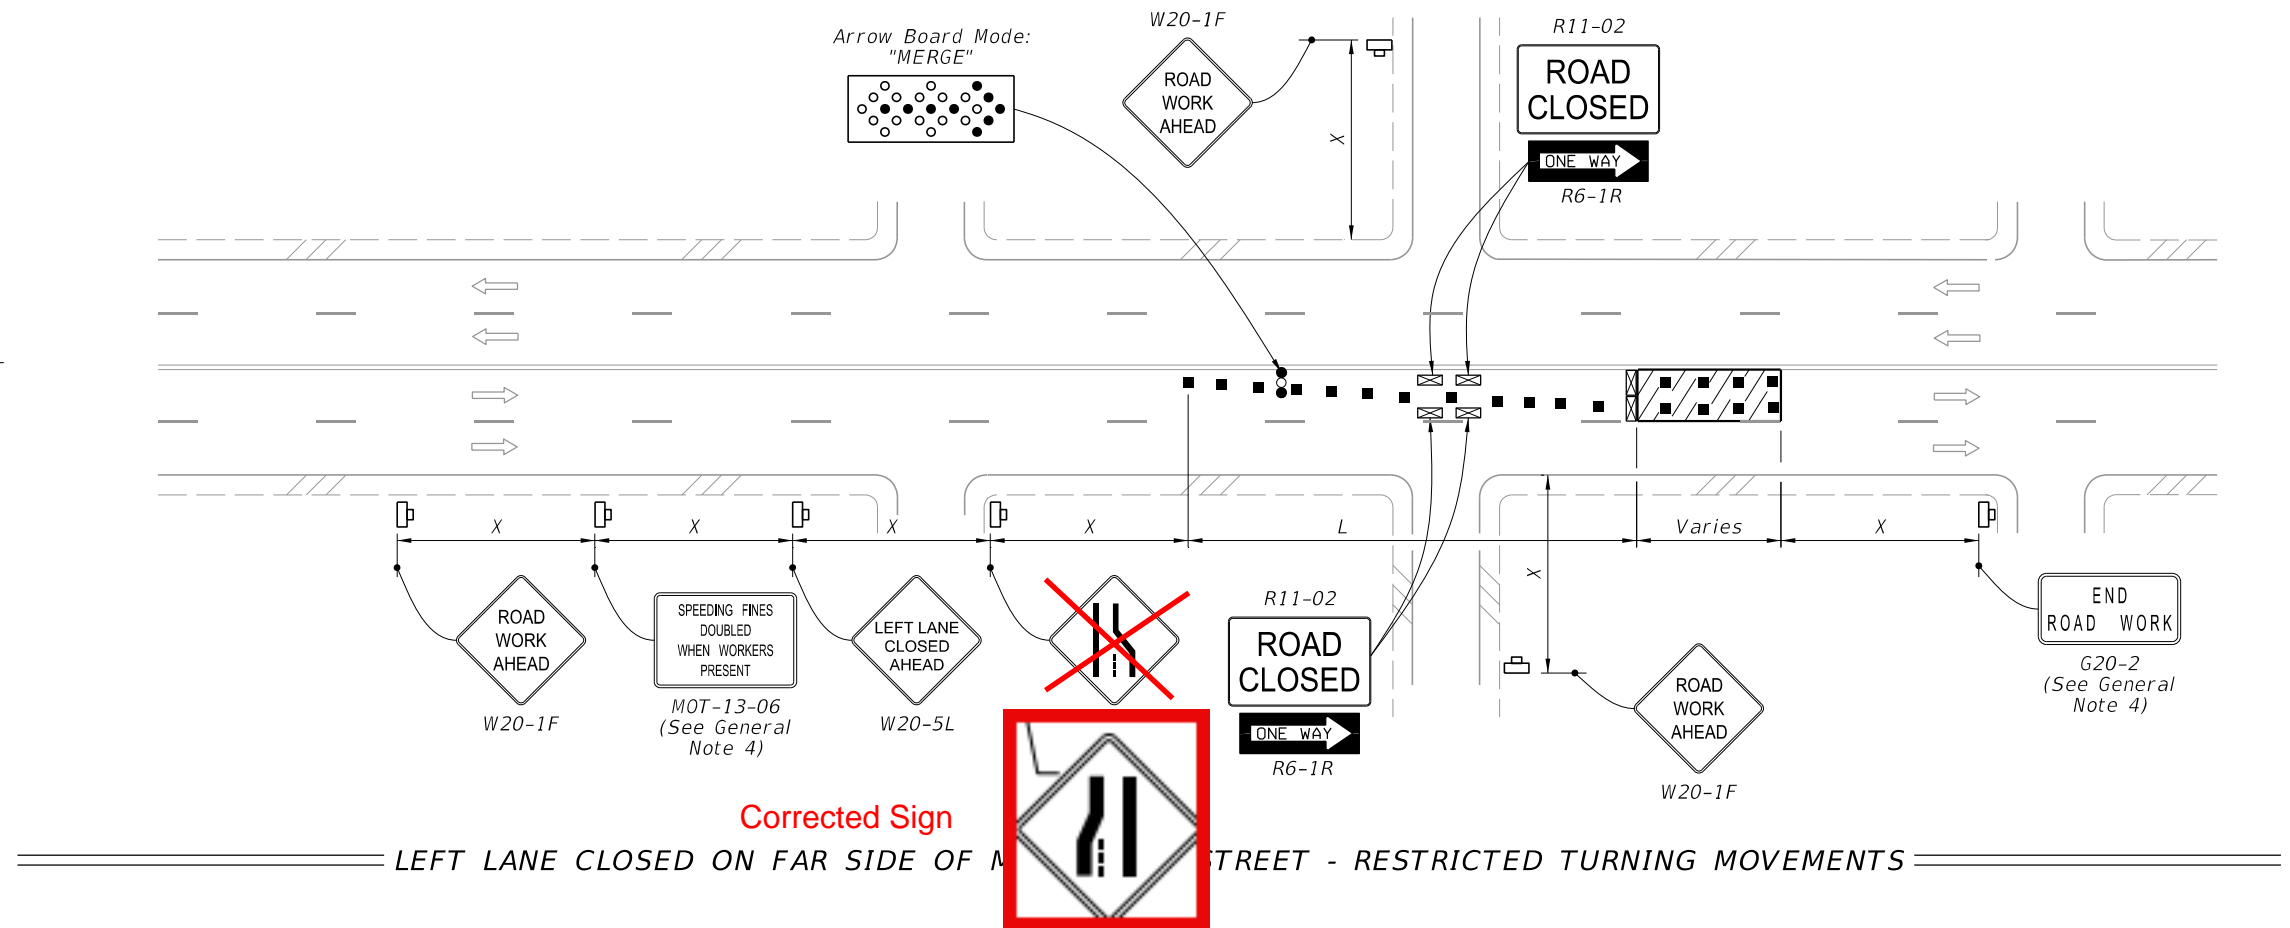 W20-1F
Arrow Board Mode:
"MERGE"
ROAD
WORK
AHEAD
X
R11-02
ROAD
CLOSED
ONE WAY
R6-1R
X
X
X
X
L
Varies
X
X
ROAD
WORK
AHEAD
W20-1F
SPEEDING FINES
DOUBLED
WHEN WORKERS
PRESENT
MOT-13-06
(See General
Note 4)
LEFT LANE
CLOSED
AHEAD
W20-5L
R11-02
ROAD
CLOSED
ONE WAY
R6-1R
ROAD
WORK
AHEAD
W20-1F
END
ROAD WORK
G20-2
(See General
Note 4)
Corrected Sign
LEFT LANE CLOSED ON FAR SIDE OF STREET - RESTRICTED TURNING MOVEMENTS